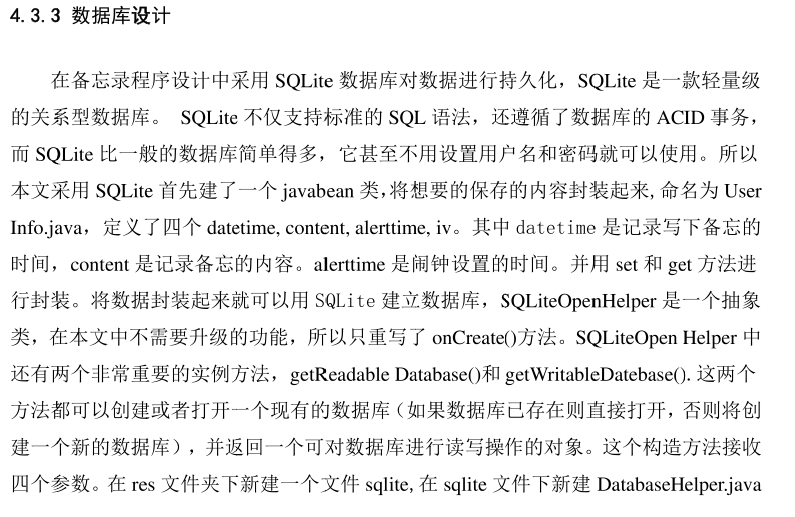 4.3.3 数据库设计
在备忘录程序设计中采用 SQLite 数据库对数据进行持久化，SQLite 是一款轻量级
的关系型数据库。 SQLite 不仅支持标准的 SQL 语法，还遵循了数据库的 ACID 事务，
而 SQLite 比一般的数据库简单得多，它甚至不用设置用户名和密码就可以使用。所以
本文采用 SQLite 首先建了一个 javabean 类，将想要的保存的内容封装起来, 命名为 User
Info.java，定义了四个 datetime, content, alerttime, iv。其中 datetime 是记录写下备忘的
时间，content 是记录备忘的内容。alerttime 是闹钟设置的时间。并用 set 和 get 方法进
行封装。将数据封装起来就可以用 SQLite 建立数据库，SQLiteOpenHelper 是一个抽象
类，在本文中不需要升级的功能，所以只重写了 onCreate()方法。SQLiteOpen Helper 中
还有两个非常重要的实例方法，getReadable Database()和 getWritableDatebase(). 这两个
方法都可以创建或者打开一个现有的数据库（如果数据库已存在则直接打开，否则将创
建一个新的数据库），并返回一个可对数据库进行读写操作的对象。这个构造方法接收
四个参数。在 res 文件夹下新建一个文件 sqlite, 在 sqlite 文件下新建 DatabaseHelper.java